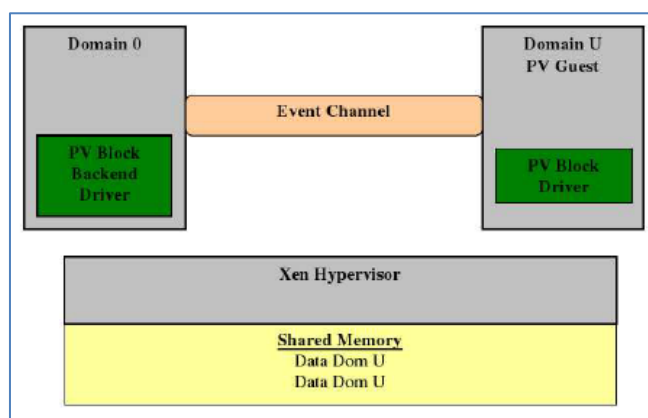 Domain 0
PV Block
Backend
Driver
Event Channel
Domain U
PV Guest
PV Block
Driver
Xen Hypervisor
Shared Memory
Data Dom U
Data Dom U